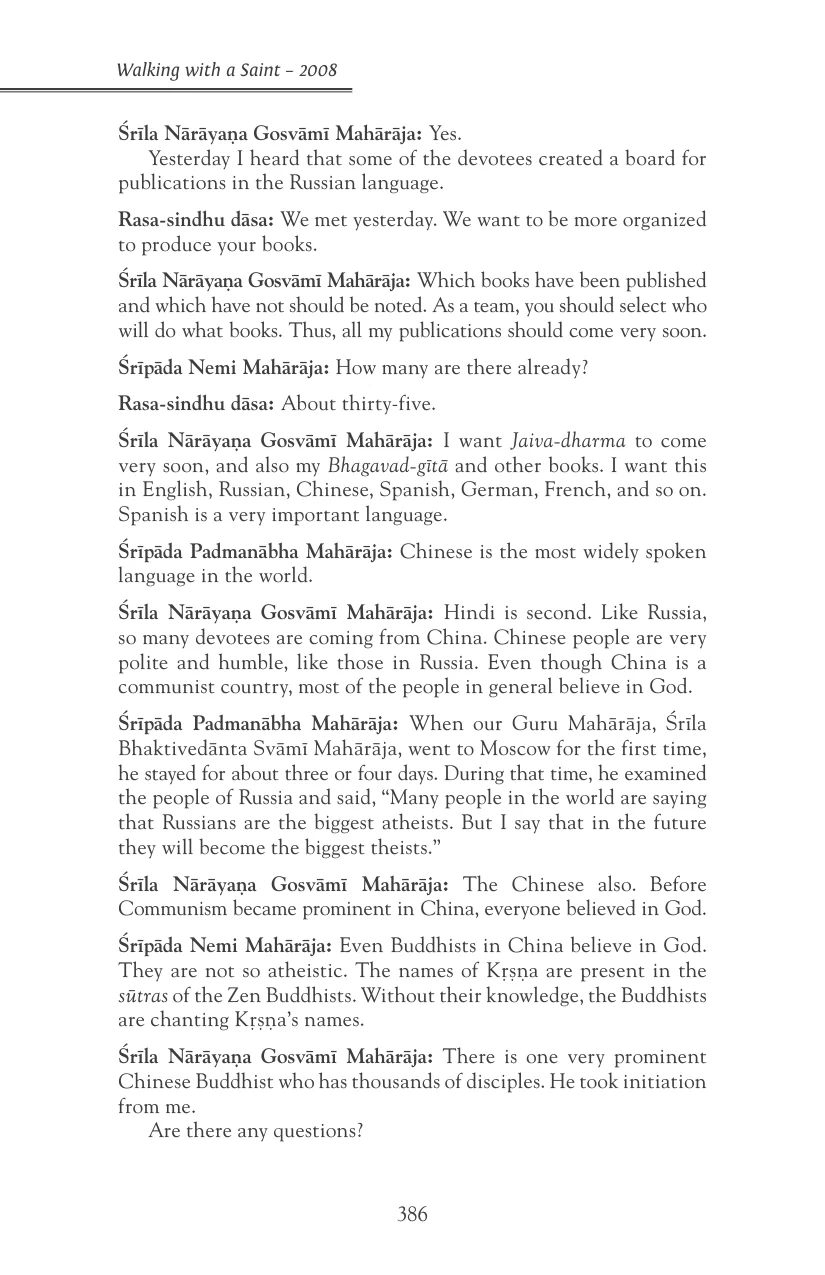 Walking with a Saint – 2008
Śrīla Nārāyaṇa Gosvāmī Mahārāja: Yes.
Yesterday I heard that some of the devotees created a board for
publications in the Russian language.
Rasa-sindhu dāsa: We met yesterday. We want to be more organized
to produce your books.
Śrīla Nārāyaṇa Gosvāmī Mahārāja: Which books have been published
and which have not should be noted. As a team, you should select who
will do what books. Thus, all my publications should come very soon.
Śrīpāda Nemi Mahārāja: How many are there already?
Rasa-sindhu dāsa: About thirty-five.
Śrīla Nārāyaṇa Gosvāmī Mahārāja: I want Jaiva-dharma to come
very soon, and also my Bhagavad-gītā and other books. I want this
in English, Russian, Chinese, Spanish, German, French, and so on.
Spanish is a very important language.
Śrīpāda Padmanābha Mahārāja: Chinese is the most widely spoken
language in the world.
Śrīla Nārāyaṇa Gosvāmī Mahārāja: Hindi is second. Like Russia,
so many devotees are coming from China. Chinese people are very
polite and humble, like those in Russia. Even though China is a
communist country, most of the people in general believe in God.
Śrīpāda Padmanābha Mahārāja: When our Guru Mahārāja, Śrīla
Bhaktivedānta Svāmī Mahārāja, went to Moscow for the first time,
he stayed for about three or four days. During that time, he examined
the people of Russia and said, “Many people in the world are saying
that Russians are the biggest atheists. But I say that in the future
they will become the biggest theists.”
Śrīla Nārāyaṇa Gosvāmī Mahārāja: The Chinese also. Before
Communism became prominent in China, everyone believed in God.
Śrīpāda Nemi Mahārāja: Even Buddhists in China believe in God.
They are not so atheistic. The names of Kṛṣṇa are present in the
sūtras of the Zen Buddhists. Without their knowledge, the Buddhists
are chanting Kṛṣṇa’s names.
Śrīla Nārāyaṇa Gosvāmī Mahārāja: There is one very prominent
Chinese Buddhist who has thousands of disciples. He took initiation
from me.
Are there any questions?
386